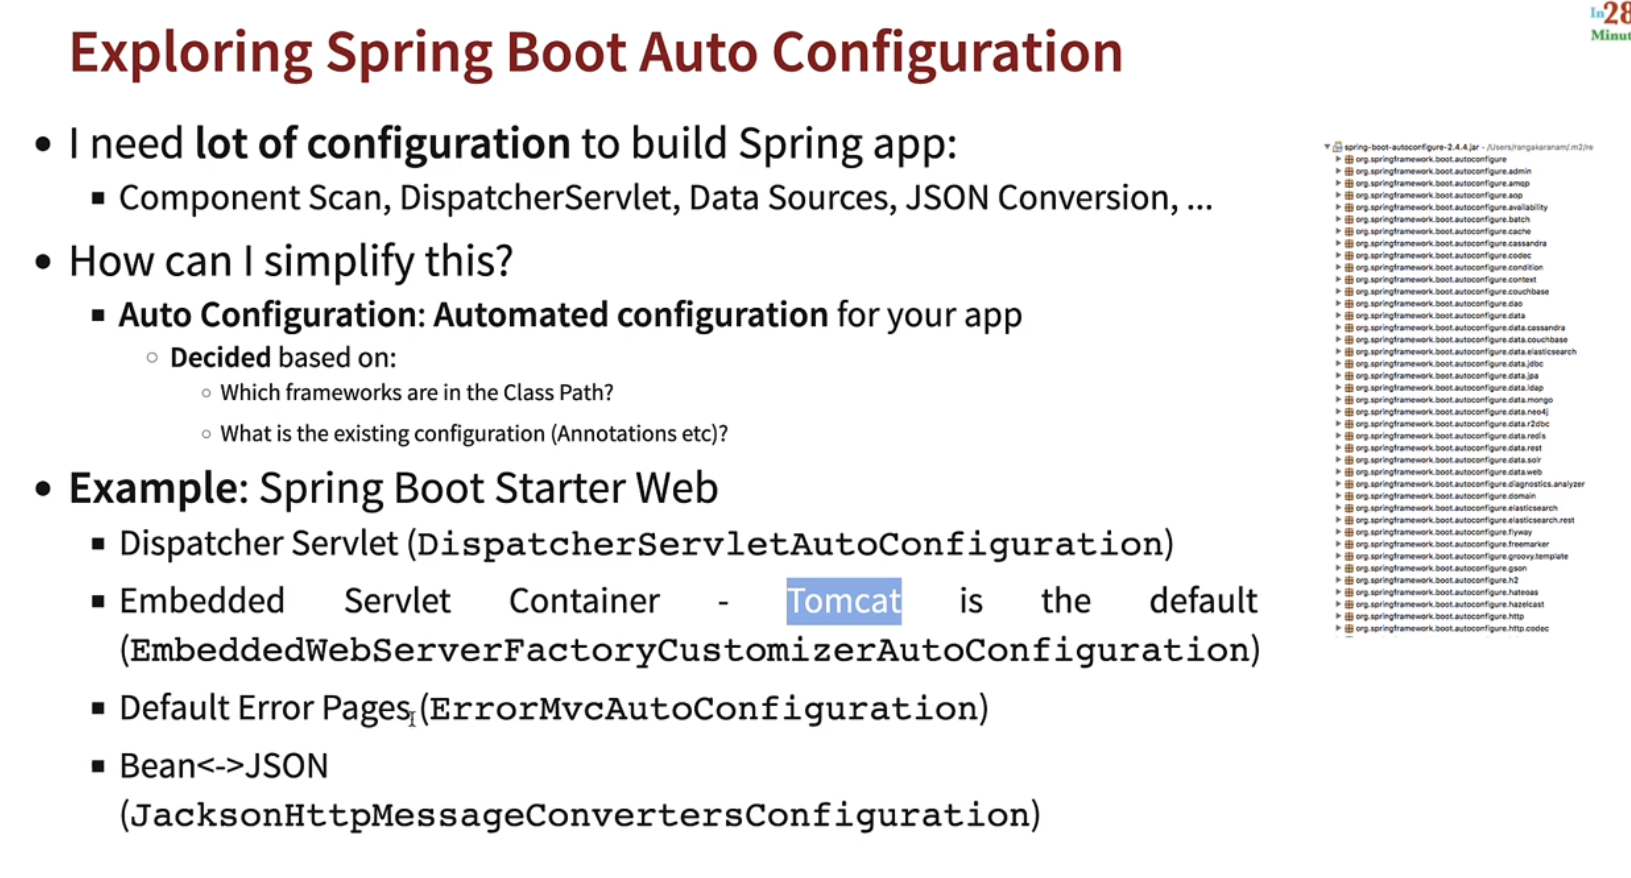 In28
Minut
Exploring Spring Boot Auto Configuration
I need lot of configuration to build Spring app:
Component Scan, DispatcherServlet, Data Sources, JSON Conversion, ...
How can I simplify this?
Auto Configuration: Automated configuration for your app
Decided based on:
Which frameworks are in the Class Path?
What is the existing configuration (Annotations etc)?
Example: Spring Boot Starter Web
Dispatcher Servlet (DispatcherServletAutoConfiguration)
Embedded Servlet Container - Tomcat is the default
(EmbeddedWebServerFactoryCustomizerAutoConfiguration)
Default Error Pages (ErrorMvcAutoConfiguration)
Bean<->JSON
(JacksonHttpMessageConvertersConfiguration)
spring-boot-autoconfigure-2.4.4.jar - /Users/rangakaranam/.m2/re
org.springframework.boot.autoconfigure
org.springframework.boot.autoconfigure.admin
org.springframework.boot.autoconfigure.amqp
org.springframework.boot.autoconfigure.aop
org.springframework.boot.autoconfigure.availability
org.springframework.boot.autoconfigure.batch
org.springframework.boot.autoconfigure.cache
org.springframework.boot.autoconfigure.cassandra
org.springframework.boot.autoconfigure.codec
org.springframework.boot.autoconfigure.condition
org.springframework.boot.autoconfigure.context
org.springframework.boot.autoconfigure.couchbase
org.springframework.boot.autoconfigure.dao
org.springframework.boot.autoconfigure.data
org.springframework.boot.autoconfigure.data.cassandra
org.springframework.boot.autoconfigure.data.couchbase
org.springframework.boot.autoconfigure.data.elasticsearch
org.springframework.boot.autoconfigure.data.jdbc
org.springframework.boot.autoconfigure.data.jpa
org.springframework.boot.autoconfigure.data.ldap
org.springframework.boot.autoconfigure.data.mongo
org.springframework.boot.autoconfigure.data.neo4j
org.springframework.boot.autoconfigure.data.r2dbc
org.springframework.boot.autoconfigure.data.redis
org.springframework.boot.autoconfigure.data.rest
org.springframework.boot.autoconfigure.data.solr
org.springframework.boot.autoconfigure.data.web
org.springframework.boot.autoconfigure.diagnostics.analyzer
org.springframework.boot.autoconfigure.domain
org.springframework.boot.autoconfigure.elasticsearch
org.springframework.boot.autoconfigure.elasticsearch.rest
org.springframework.boot.autoconfigure.flyway
org.springframework.boot.autoconfigure.freemarker
org.springframework.boot.autoconfigure.groovy.template
org.springframework.boot.autoconfigure.gson
org.springframework.boot.autoconfigure.h2
org.springframework.boot.autoconfigure.hateoas
org.springframework.boot.autoconfigure.hazelcast
org.springframework.boot.autoconfigure.http
org.springframework.boot.autoconfigure.http.codec